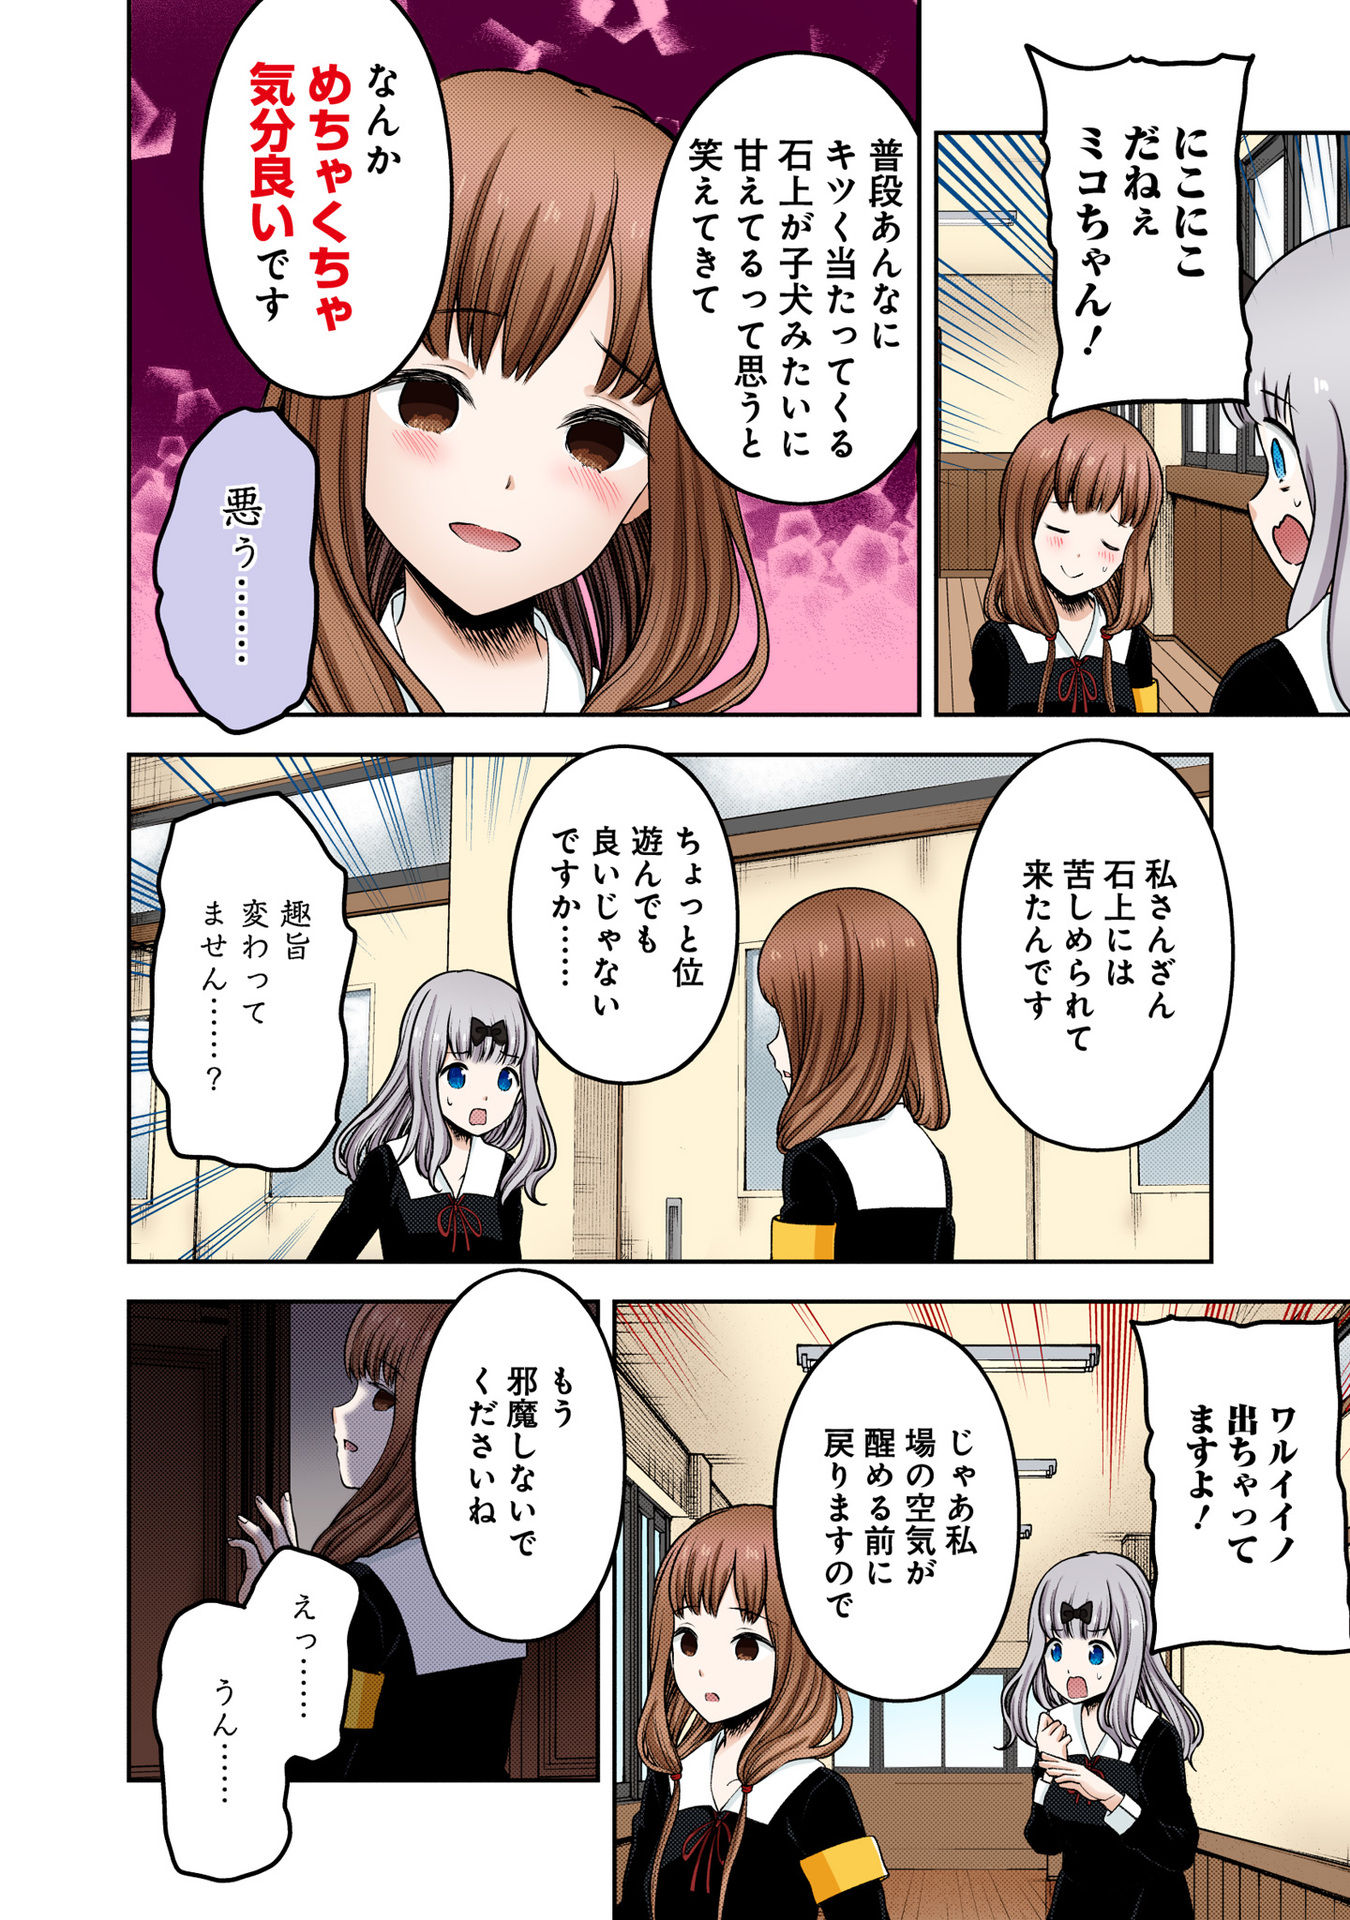 にこにこ
だねぇ
ミコちゃん!
普段あんなに
キツく当たってくる
石上が子犬みたいに
甘えてるって思うと
笑えてきて
なんか
めちゃくちゃ
気分良いです
悪う……
私さんざん
石上には
苦しめられて
来たんです
ちょっと位
遊んでも
良いじゃない
ですか……
趣旨
変わって
ません……?
ワルイイノ
出ちゃって
ますよ!
じゃあ私
場の空気が
醒める前に
戻りますので
もう
邪魔しないで
くださいね
えっ……
うん……